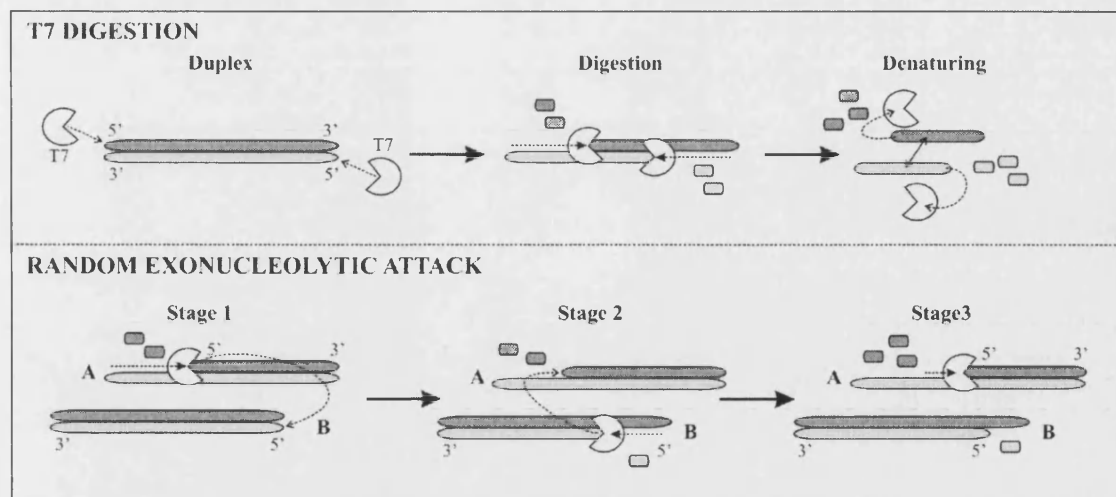 T7 DIGESTION
Duplex Digestion Denaturing
T7 5’ 3’ T7
3’ 5’
RANDOM EXONUCLEOLYTIC ATTACK
Stage 1 Stage 2 Stage3
5’ 3’ 5’ 3’
A A A
B B B
3’ 5’ 3’ 5’ 3’ 5’